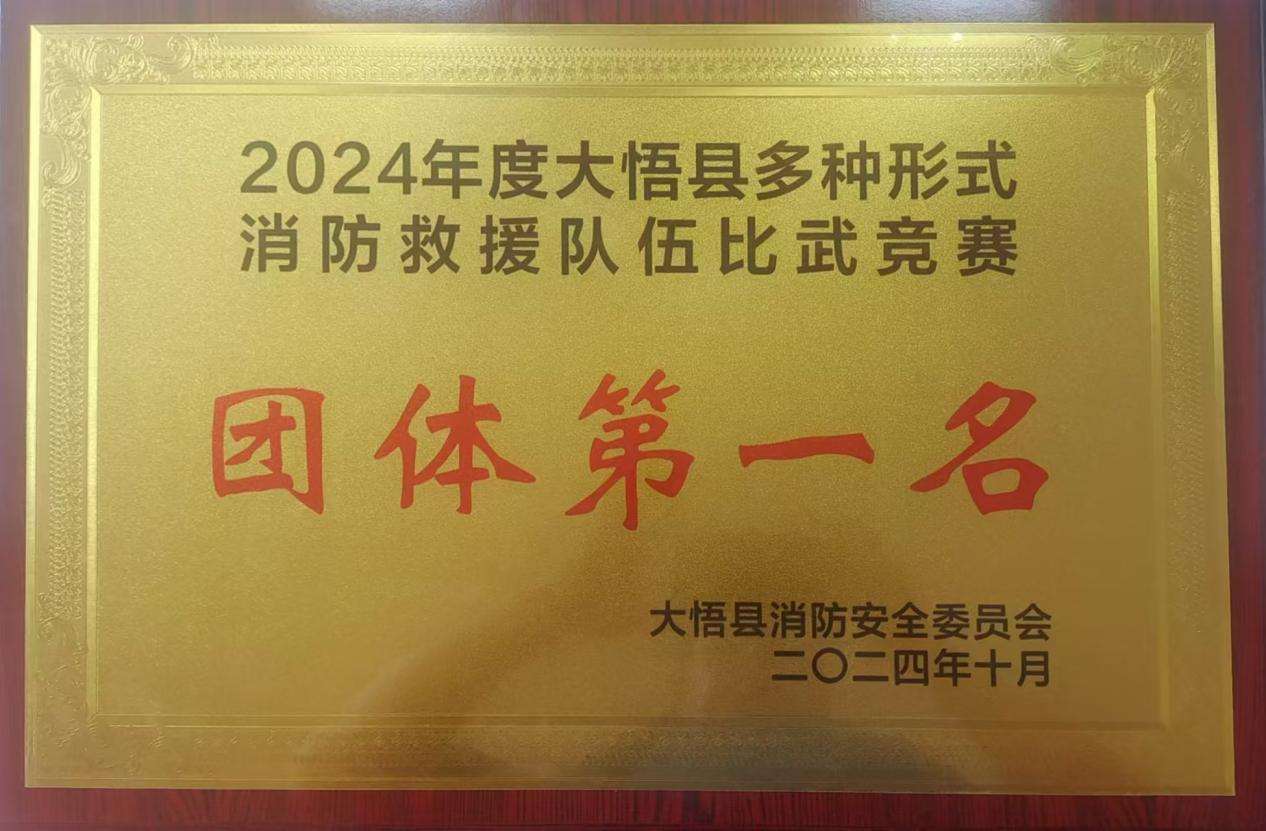 2024年度大悟县多种形式
消防救援队伍比武竞赛
团体第一名
大悟县消防安全委员会
二〇二四年十月